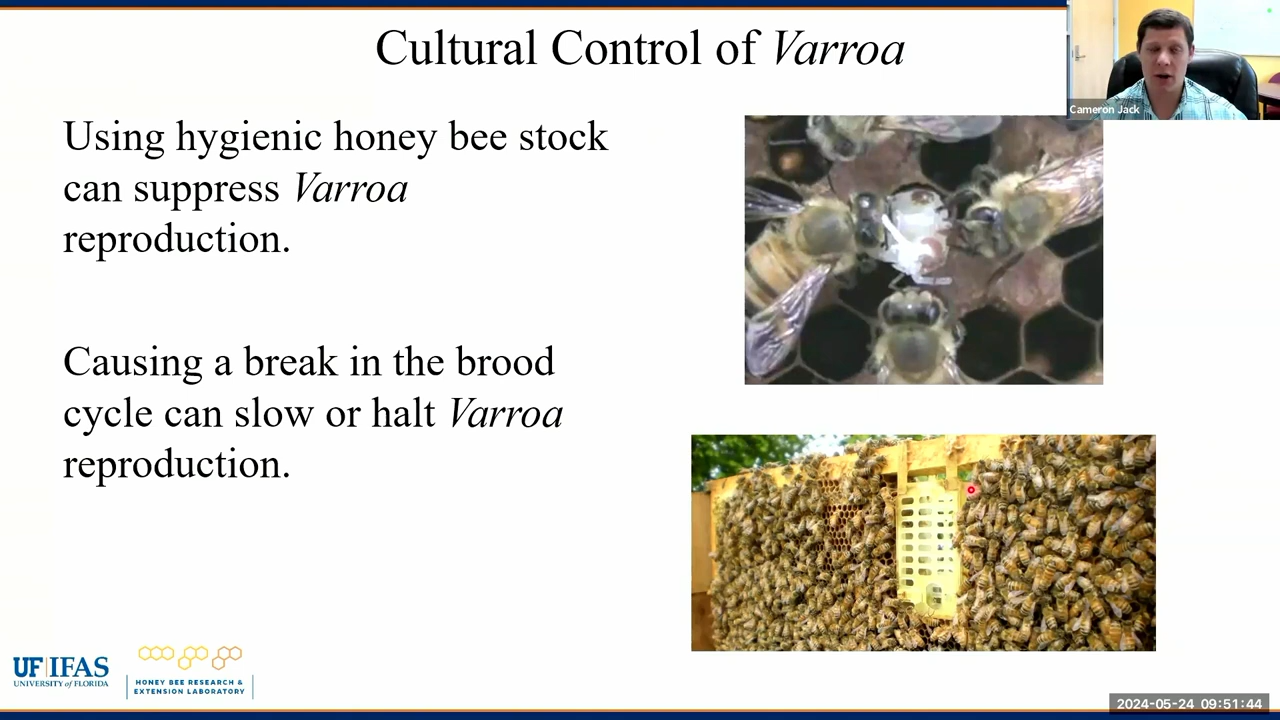 Cultural Control of Varroa
Cameron Jack
Using hygienic honey bee stock
can suppress Varroa
reproduction.
Causing a break in the brood
cycle can slow or halt Varroa
reproduction.
UF|IFAS
UNIVERSITY of FLORIDA
HONEY BEE RESEARCH &
EXTENSION LABORATORY
2024-05-24 09:51:44